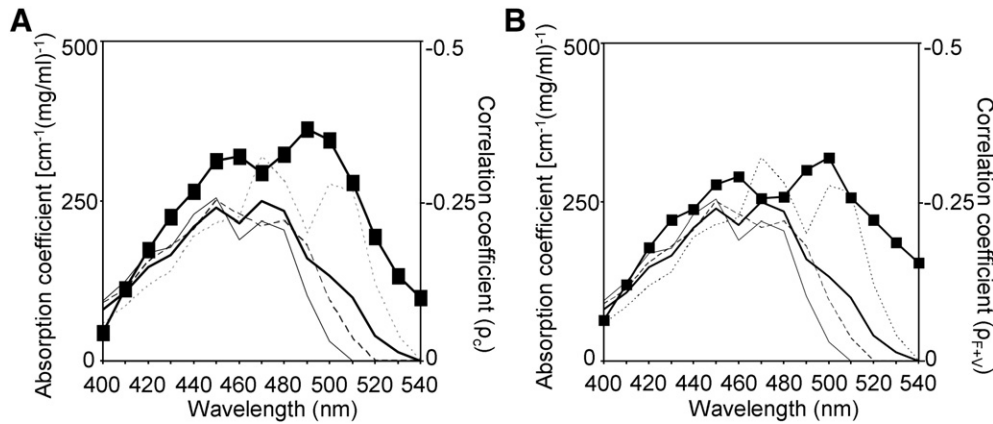 A
B
500
-0.5
500
-0.5
Absorption coefficient [cm-1(mg/ml)-1]
250
-0.25
Correlation coefficient (ρc)
Absorption coefficient [cm-1(mg/ml)-1]
250
-0.25
Correlation coefficient (ρF+V)
0
0
0
0
400 420 440 460 480 500 520 540
400 420 440 460 480 500 520 540
Wavelength (nm)
Wavelength (nm)